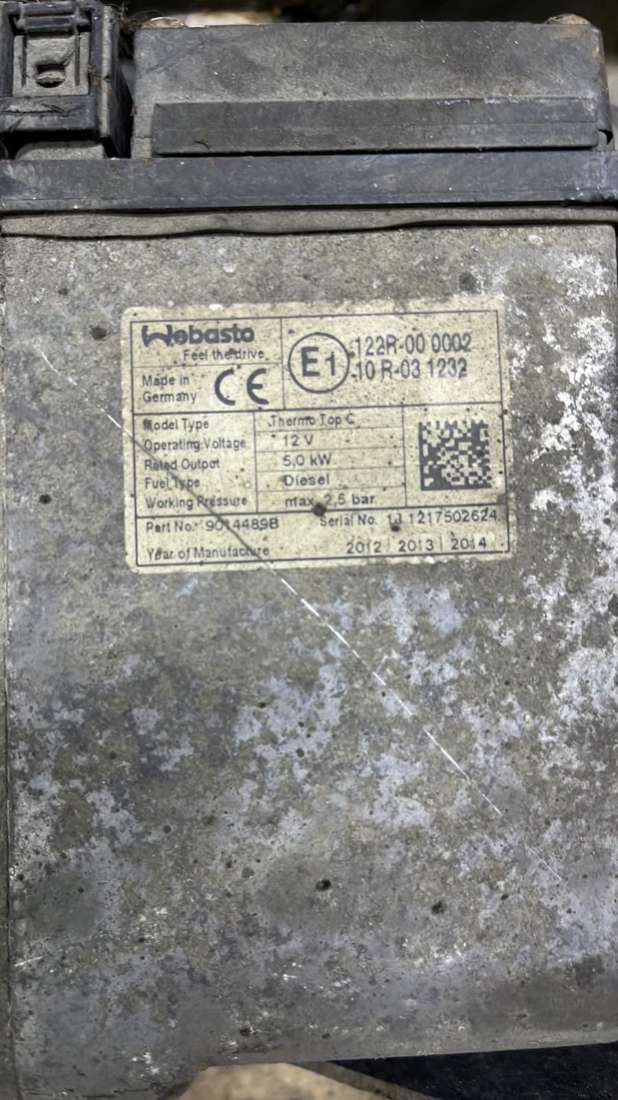 Webasto
Feel the drive
Made in
Germany
CE
E1
122R-00 0002
10 R-03 1232
Model Type Thermo Top C
Operating Voltage 12 V
Rated Output 5,0 kW
Fuel Type Diesel
Working Pressure max. 2,5 bar
Part No. 9014489B Serial No. 1217502624
Year of Manufacture 2012 2013 2014